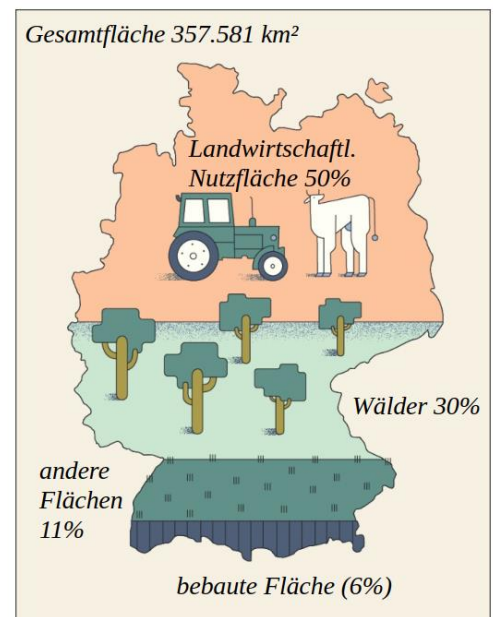 Gesamtfläche 357.581 km²
Landwirtschaftl.
Nutzfläche 50%
Wälder 30%
andere
Flächen
11%
bebaute Fläche (6%)